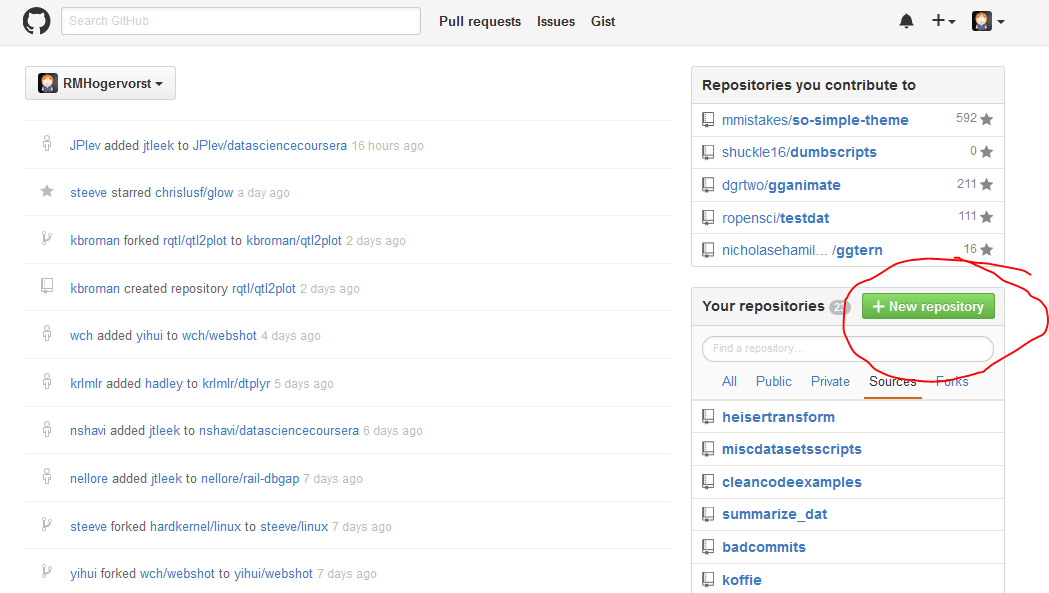 Search GitHub
Pull requests Issues Gist
RMHogervorst
JPlev added jtleek to JPlev/datasciencecoursera 16 hours ago
steeve starred chrislusf/glow a day ago
kbroman forked rqtl/qtl2plot to kbroman/qtl2plot 2 days ago
kbroman created repository rqtl/qtl2plot 2 days ago
wch added yihui to wch/webshot 4 days ago
krlmlr added hadley to krlmlr/dtplyr 5 days ago
nshavi added jtleek to nshavi/datasciencecoursera 6 days ago
nellore added jtleek to nellore/rail-dbgap 7 days ago
steeve forked hardkernel/linux to steeve/linux 7 days ago
yihui forked wch/webshot to yihui/webshot 7 days ago
Repositories you contribute to
mmistakes/so-simple-theme 592
shuckle16/dumbscripts 0
dgrtwo/gganimate 211
ropensci/testdat 111
nicholasehamil… /ggtern 16
Your repositories New repository
Find a repository…
All Public Private Sources Forks
heisertransform
miscdatasetsscripts
cleancodeexamples
summarize_dat
badcommits
koffie